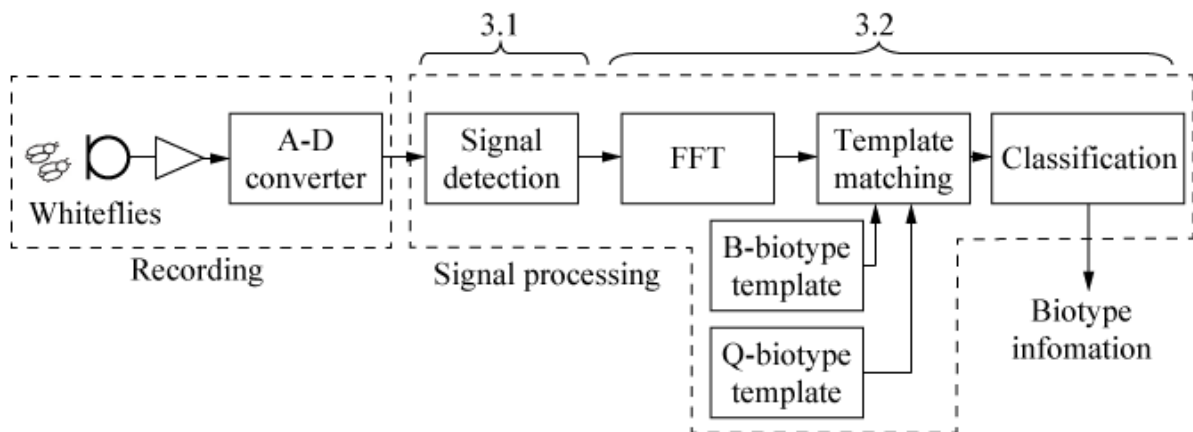 3.1
3.2
A-D
converter
Signal
detection
FFT
Template
matching
Classification
Whiteflies
Recording
Signal processing
B-biotype
template
Q-biotype
template
Biotype
infomation